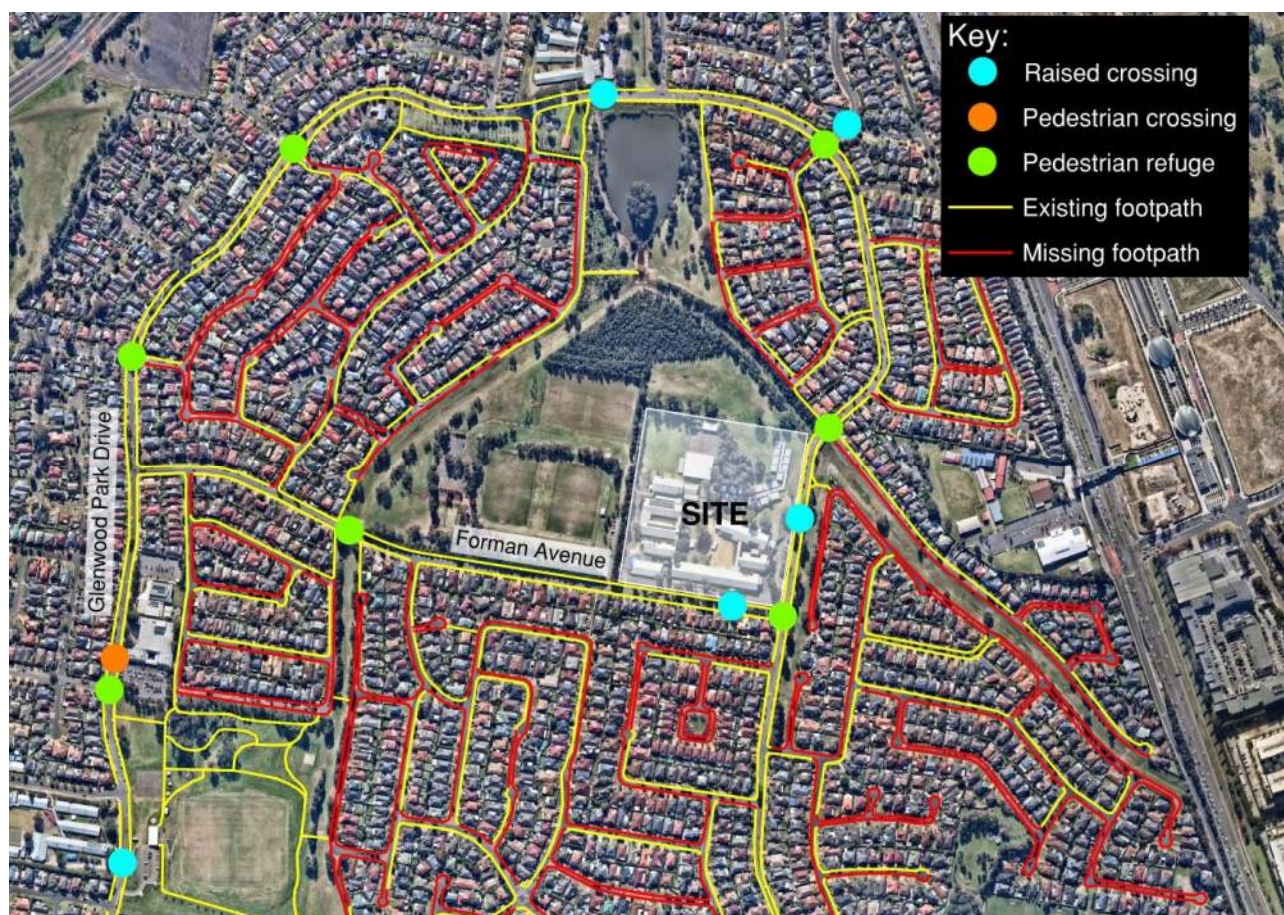 Key:
Raised crossing
Pedestrian crossing
Pedestrian refuge
Existing footpath
Missing footpath
Glenwood Park Drive
Forman Avenue
SITE